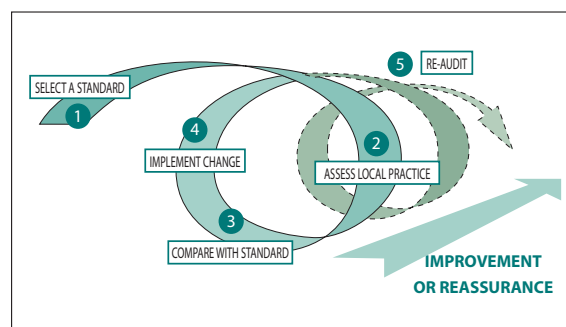 5
RE-AUDIT
SELECT A STANDARD
1
4
2
IMPLEMENT CHANGE
ASSESS LOCAL PRACTICE
3
COMPARE WITH STANDARD
IMPROVEMENT
OR REASSURANCE